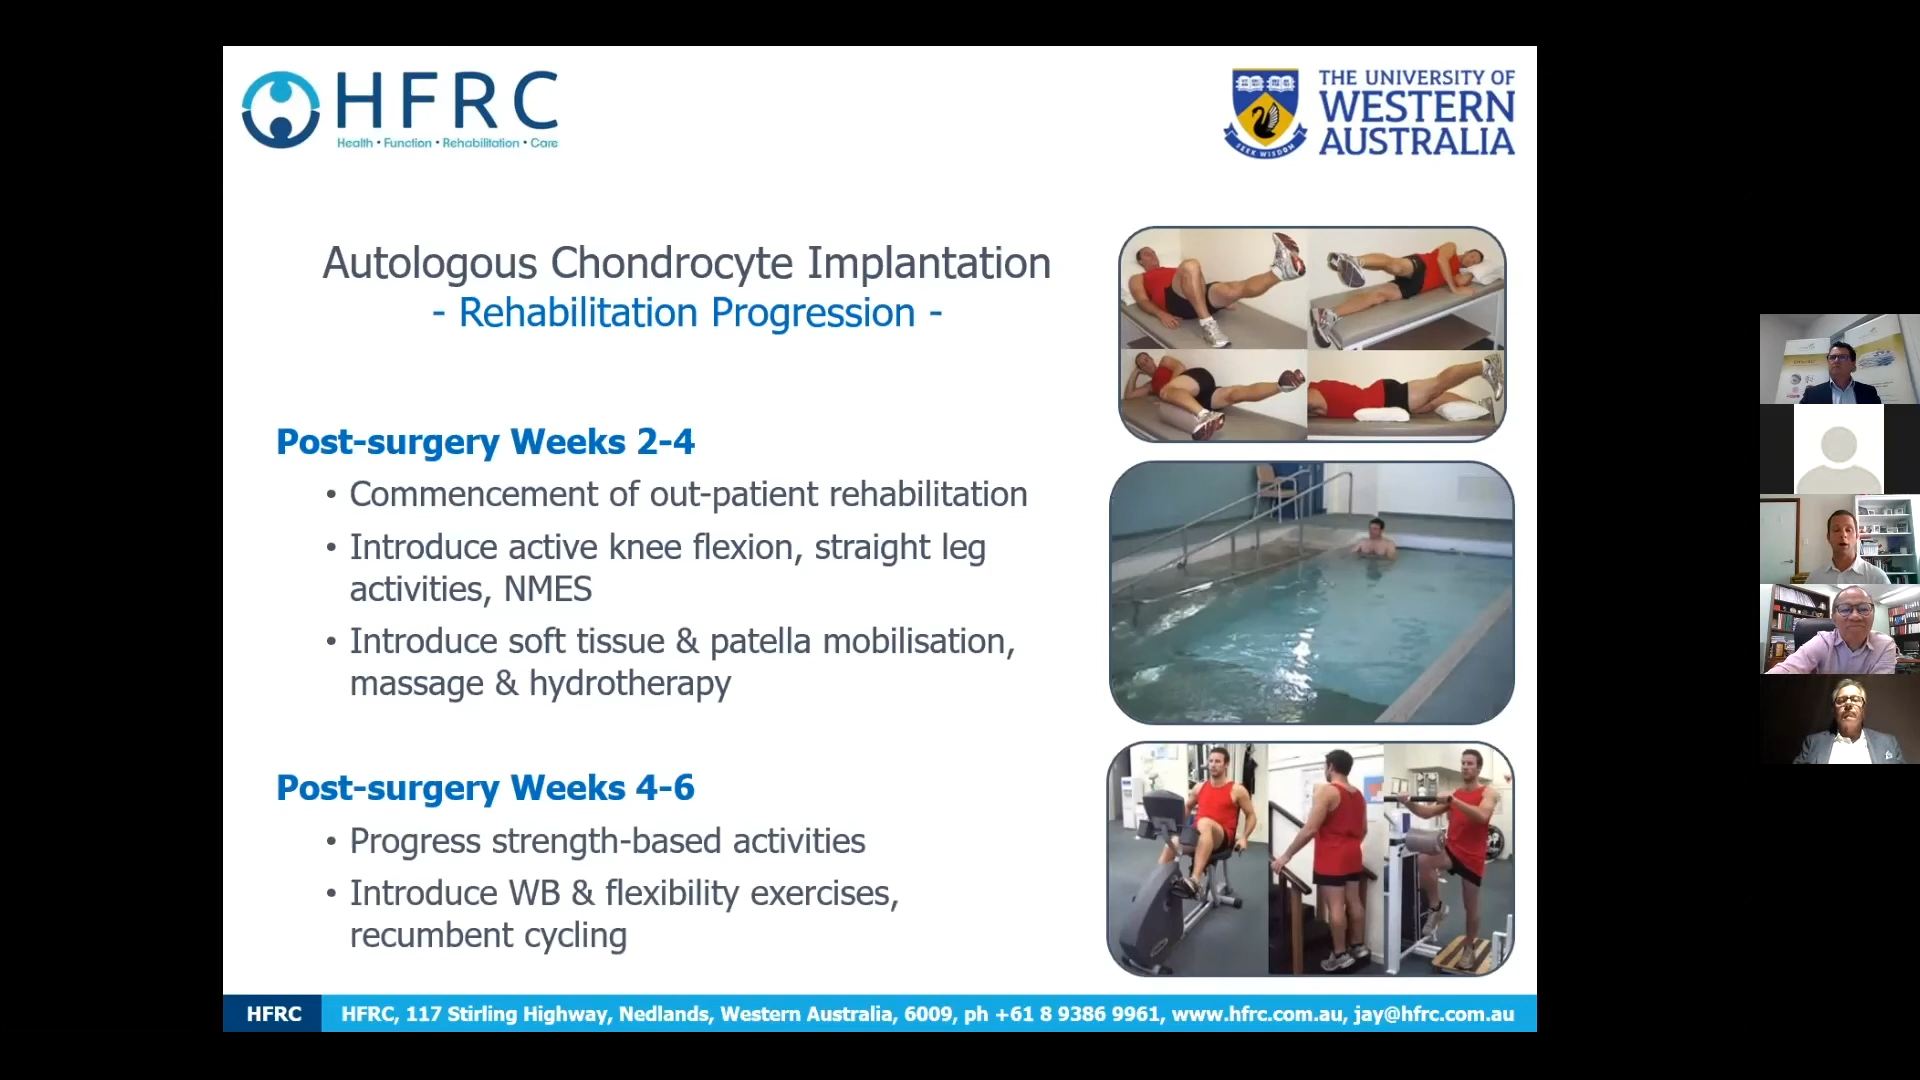 HFRC
Health • Function • Rehabilitation • Care
THE UNIVERSITY OF
WESTERN
AUSTRALIA
SEEK WISDOM
Autologous Chondrocyte Implantation
- Rehabilitation Progression -
Post-surgery Weeks 2-4
• Commencement of out-patient rehabilitation
• Introduce active knee flexion, straight leg
activities, NMES
• Introduce soft tissue & patella mobilisation,
massage & hydrotherapy
Post-surgery Weeks 4-6
• Progress strength-based activities
• Introduce WB & flexibility exercises,
recumbent cycling
HFRC
HFRC, 117 Stirling Highway, Nedlands, Western Australia, 6009, ph +61 8 9386 9961, www.hfrc.com.au, jay@hfrc.com.au